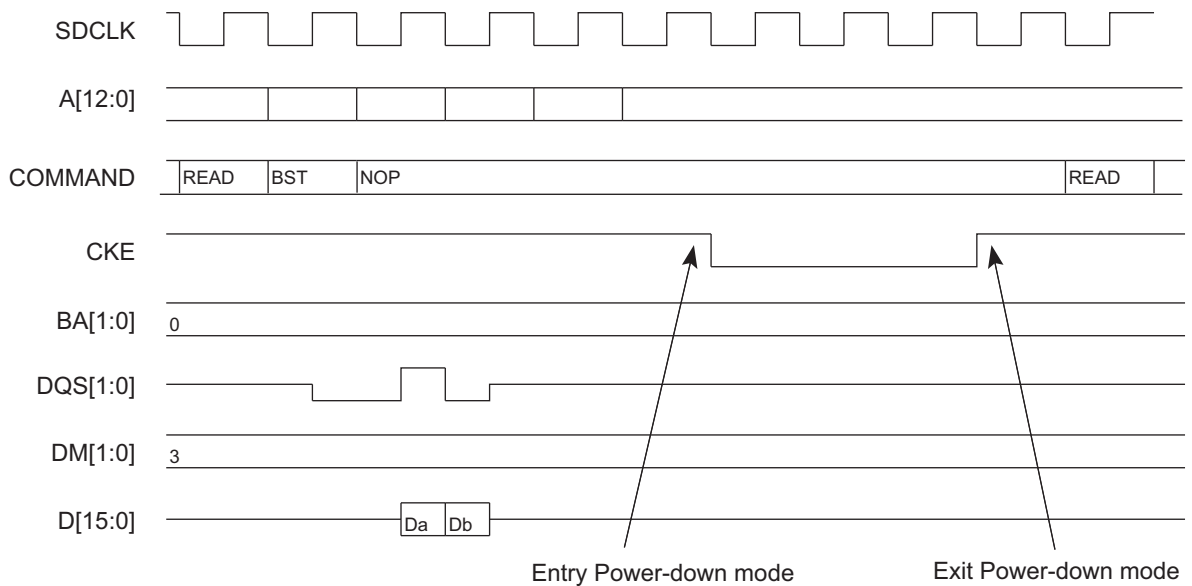 SDCLK
A[12:0]
COMMAND READ BST NOP READ
CKE
BA[1:0] 0
DQS[1:0]
DM[1:0] 3
D[15:0] Da Db
Entry Power-down mode Exit Power-down mode